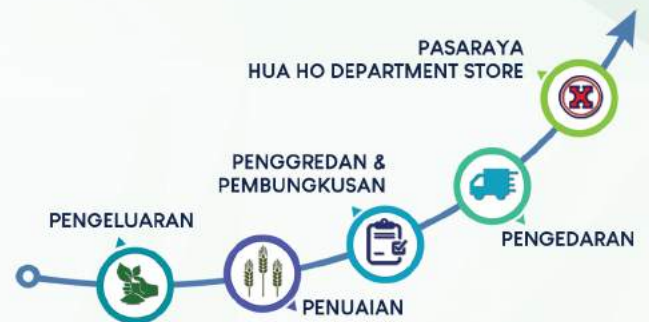 PENGELUARAN
PENUAIAN
PENGGREDAN &
PEMBUNGKUSAN
PENGEDARAN
PASARAYA
HUA HO DEPARTMENT STORE